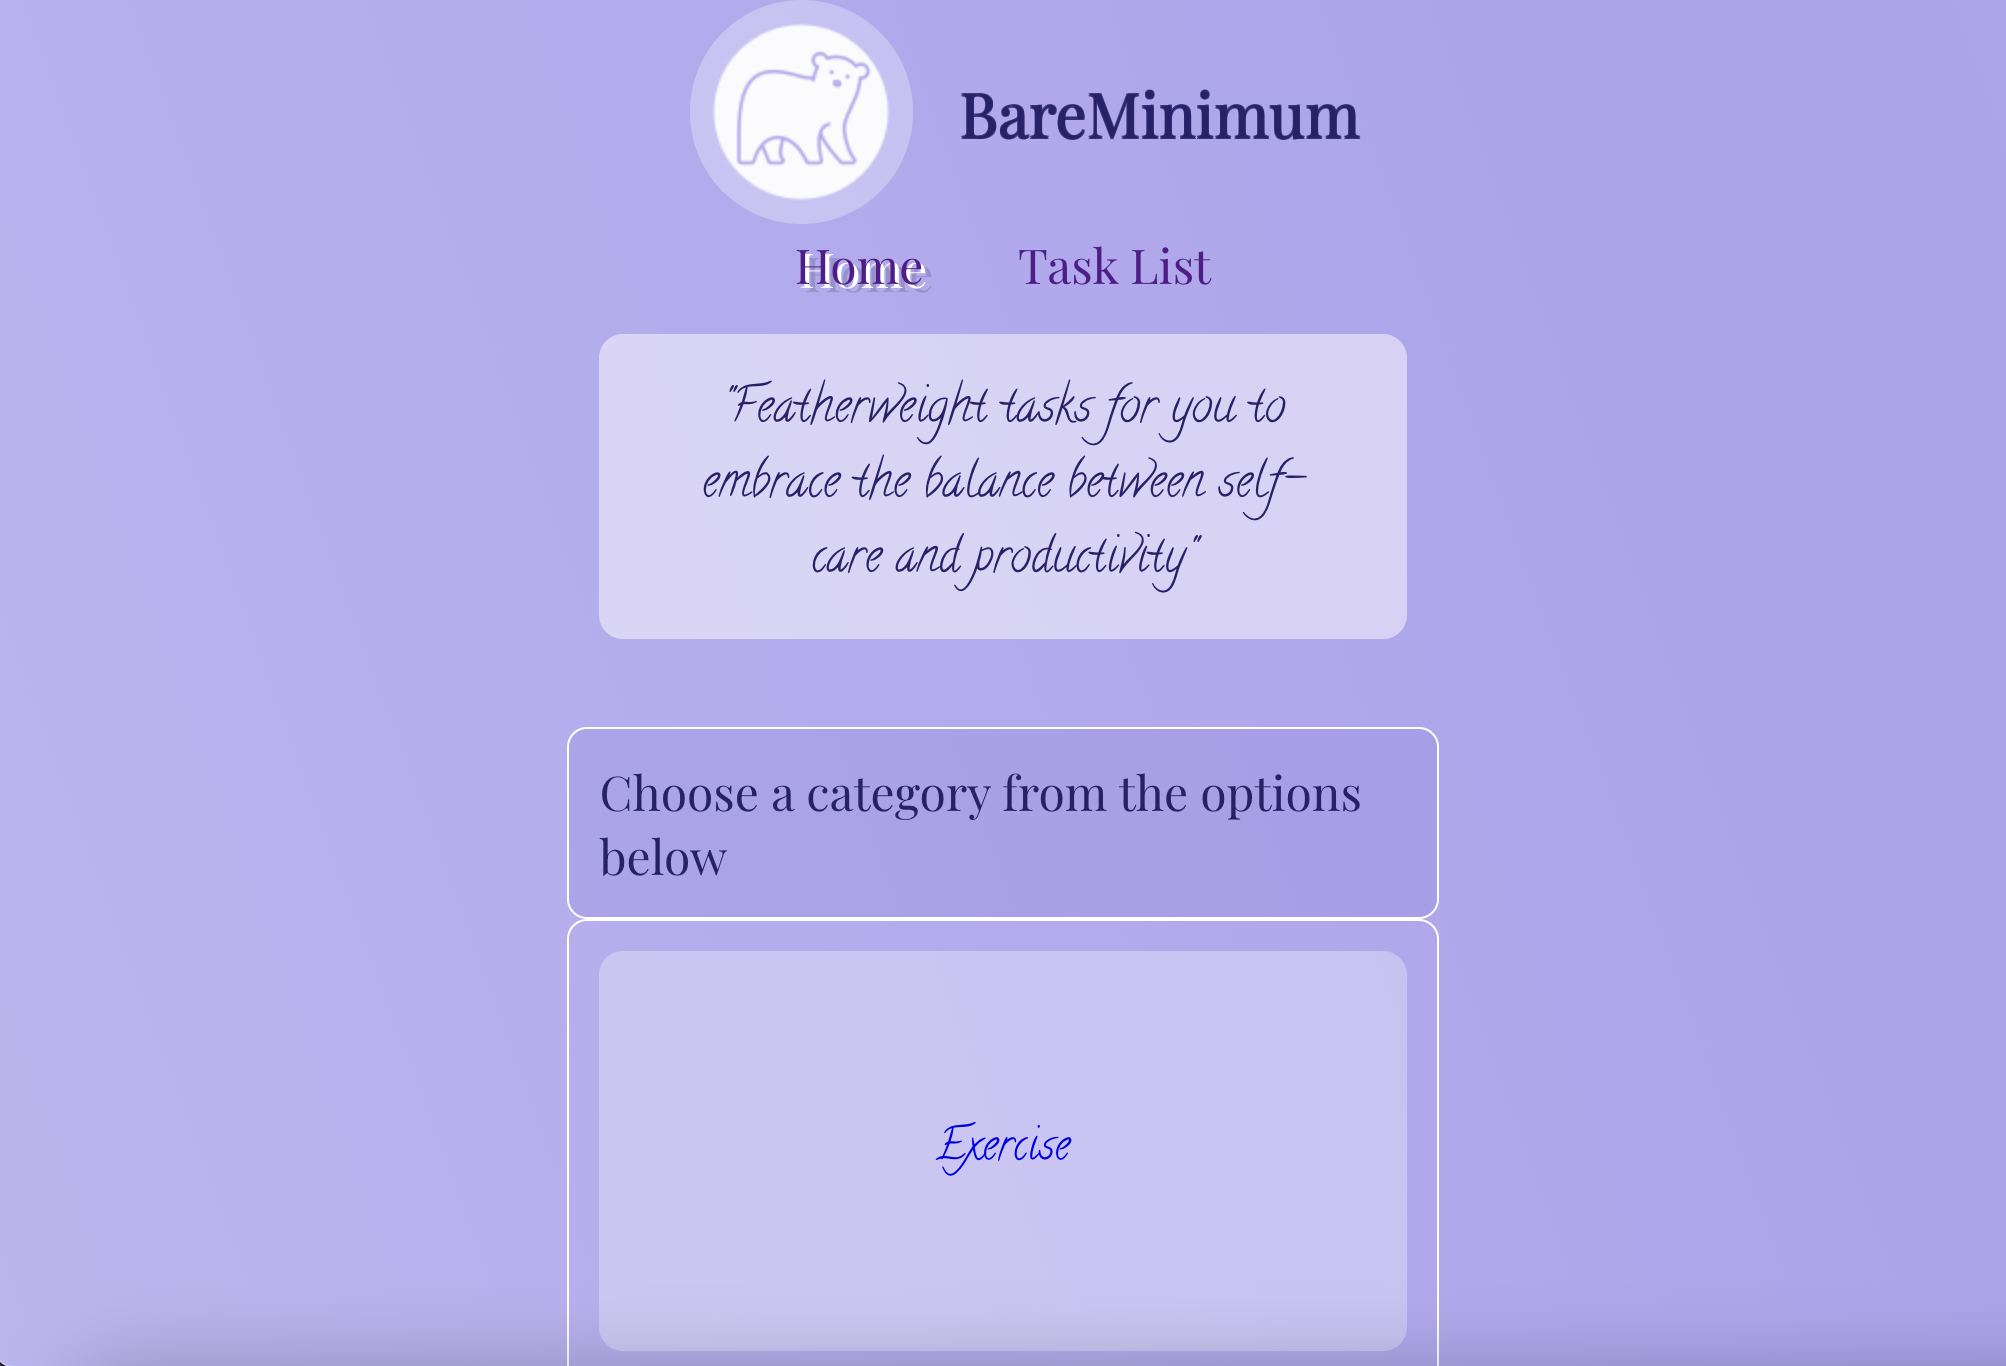 BareMinimum
Home Task List
"Featherweight tasks for you to
embrace the balance between self-
care and productivity"
Choose a category from the options
below
Exercise